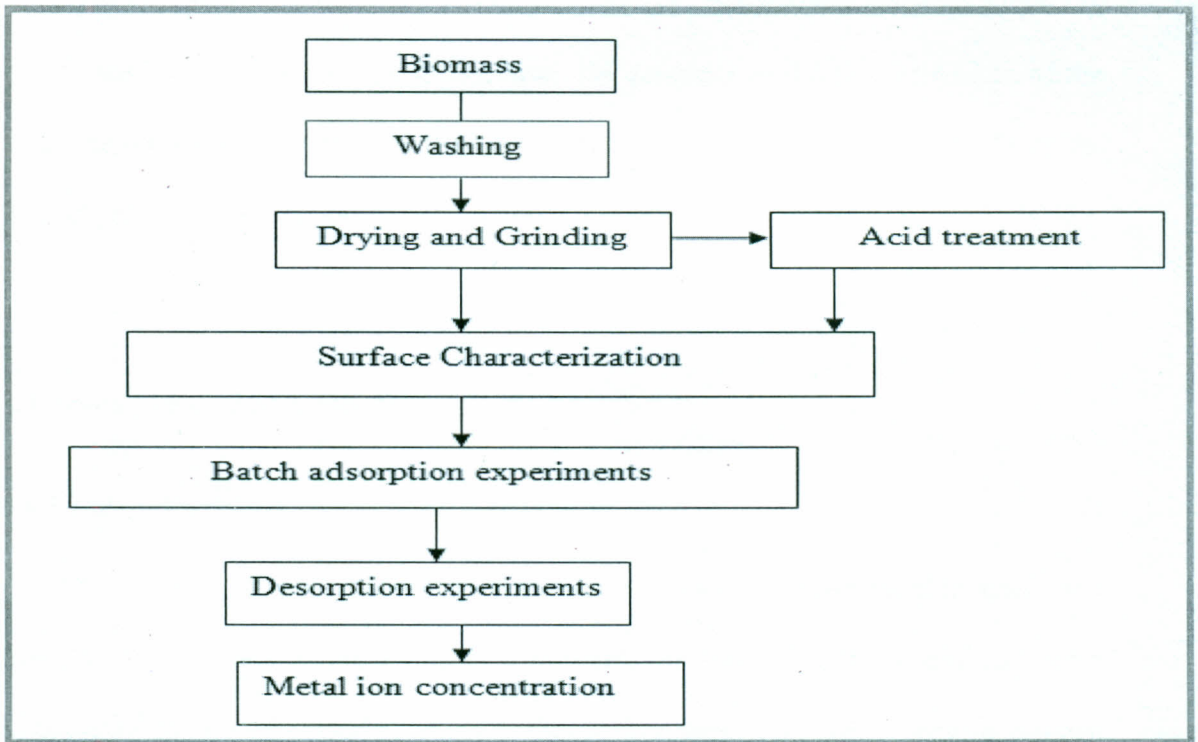 Biomass
Washing
Drying and Grinding
Acid treatment
Surface Characterization
Batch adsorption experiments
Desorption experiments
Metal ion concentration